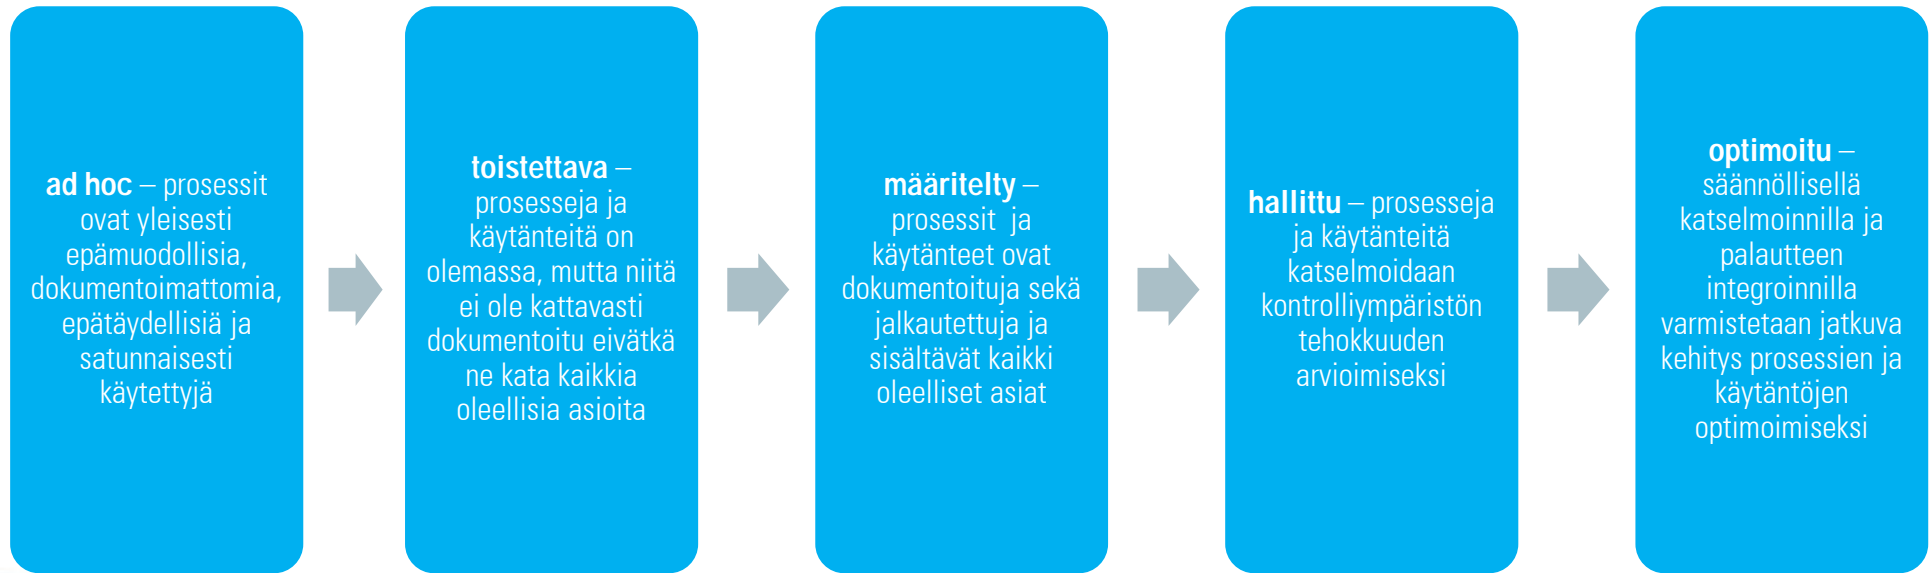 ad hoc – prosessit
ovat yleisesti
epämuodollisia,
dokumentoimattomia,
epätäydellisiä ja
satunnaisesti
käytettyjä
toistettava –
prosesseja ja
käytänteitä on
olemassa, mutta niitä
ei ole kattavasti
dokumentoitu eivätkä
ne kata kaikkia
oleellisia asioita
määritelty –
prosessit ja
käytänteet ovat
dokumentoituja sekä
jalkautettuja ja
sisältävät kaikki
oleelliset asiat
hallittu – prosesseja
ja käytänteitä
katselmoidaan
kontrolliympäristön
tehokkuuden
arvioimiseksi
optimoitu –
säännöllisellä
katselmoinnilla ja
palautteen
integroinnilla
varmistetaan jatkuva
kehitys prosessien ja
käytäntöjen
optimoimiseksi